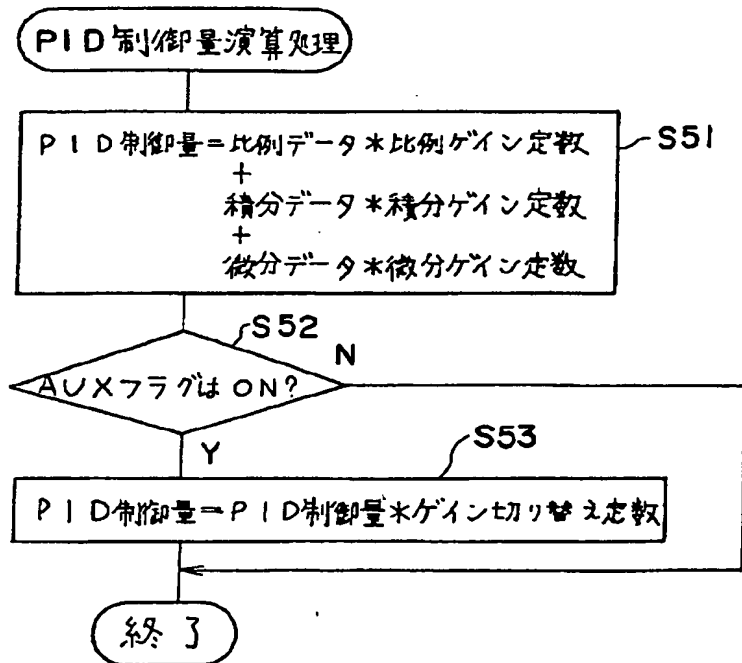 PID制御量演算処理
PID制御量=比例データ*比例ゲイン定数
+
積分データ*積分ゲイン定数
+
微分データ*微分ゲイン定数
S51
S52
AUXフラグはON?
N
Y
S53
PID制御量=PID制御量*ゲイン切り替え定数
終了